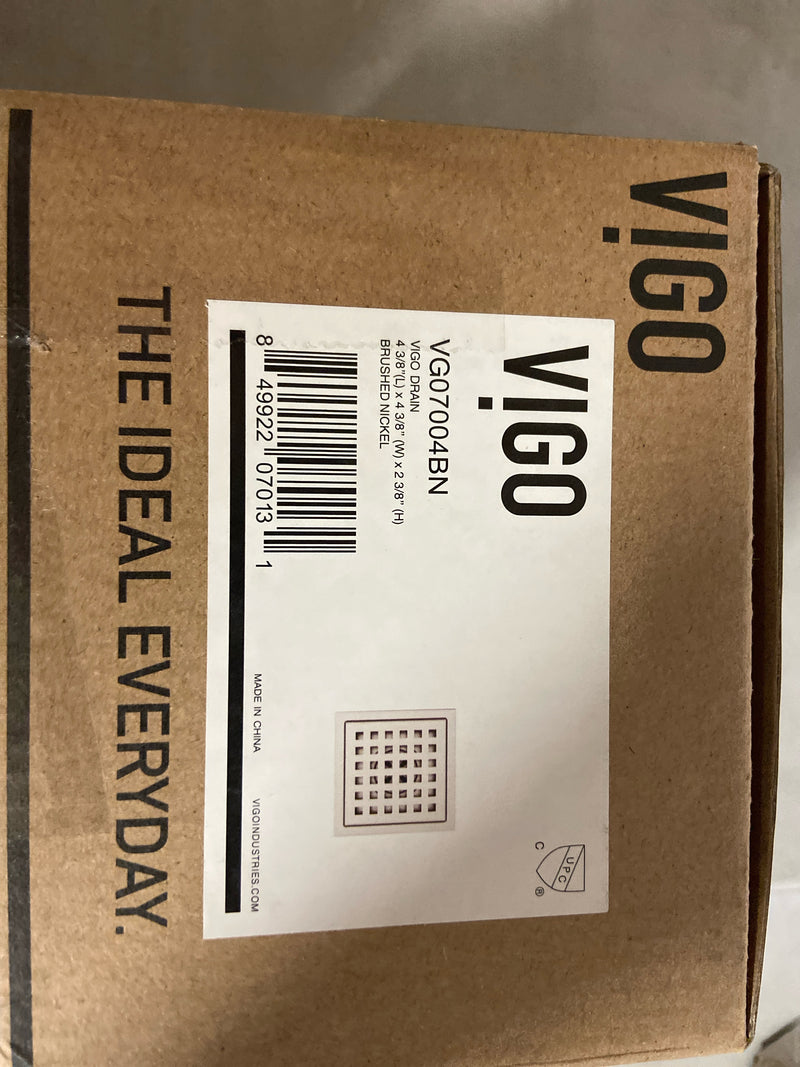 ViGO
ViGO
VG07004BN
VIGO DRAIN
4 3/8"(L) x 4 3/8" (W) x 2 3/8" (H)
BRUSHED NICKEL
8 49922 07013 1
MADE IN CHINA
VIGOINDUSTRIES.COM
UPC
C ®
THE IDEAL EVERYDAY.